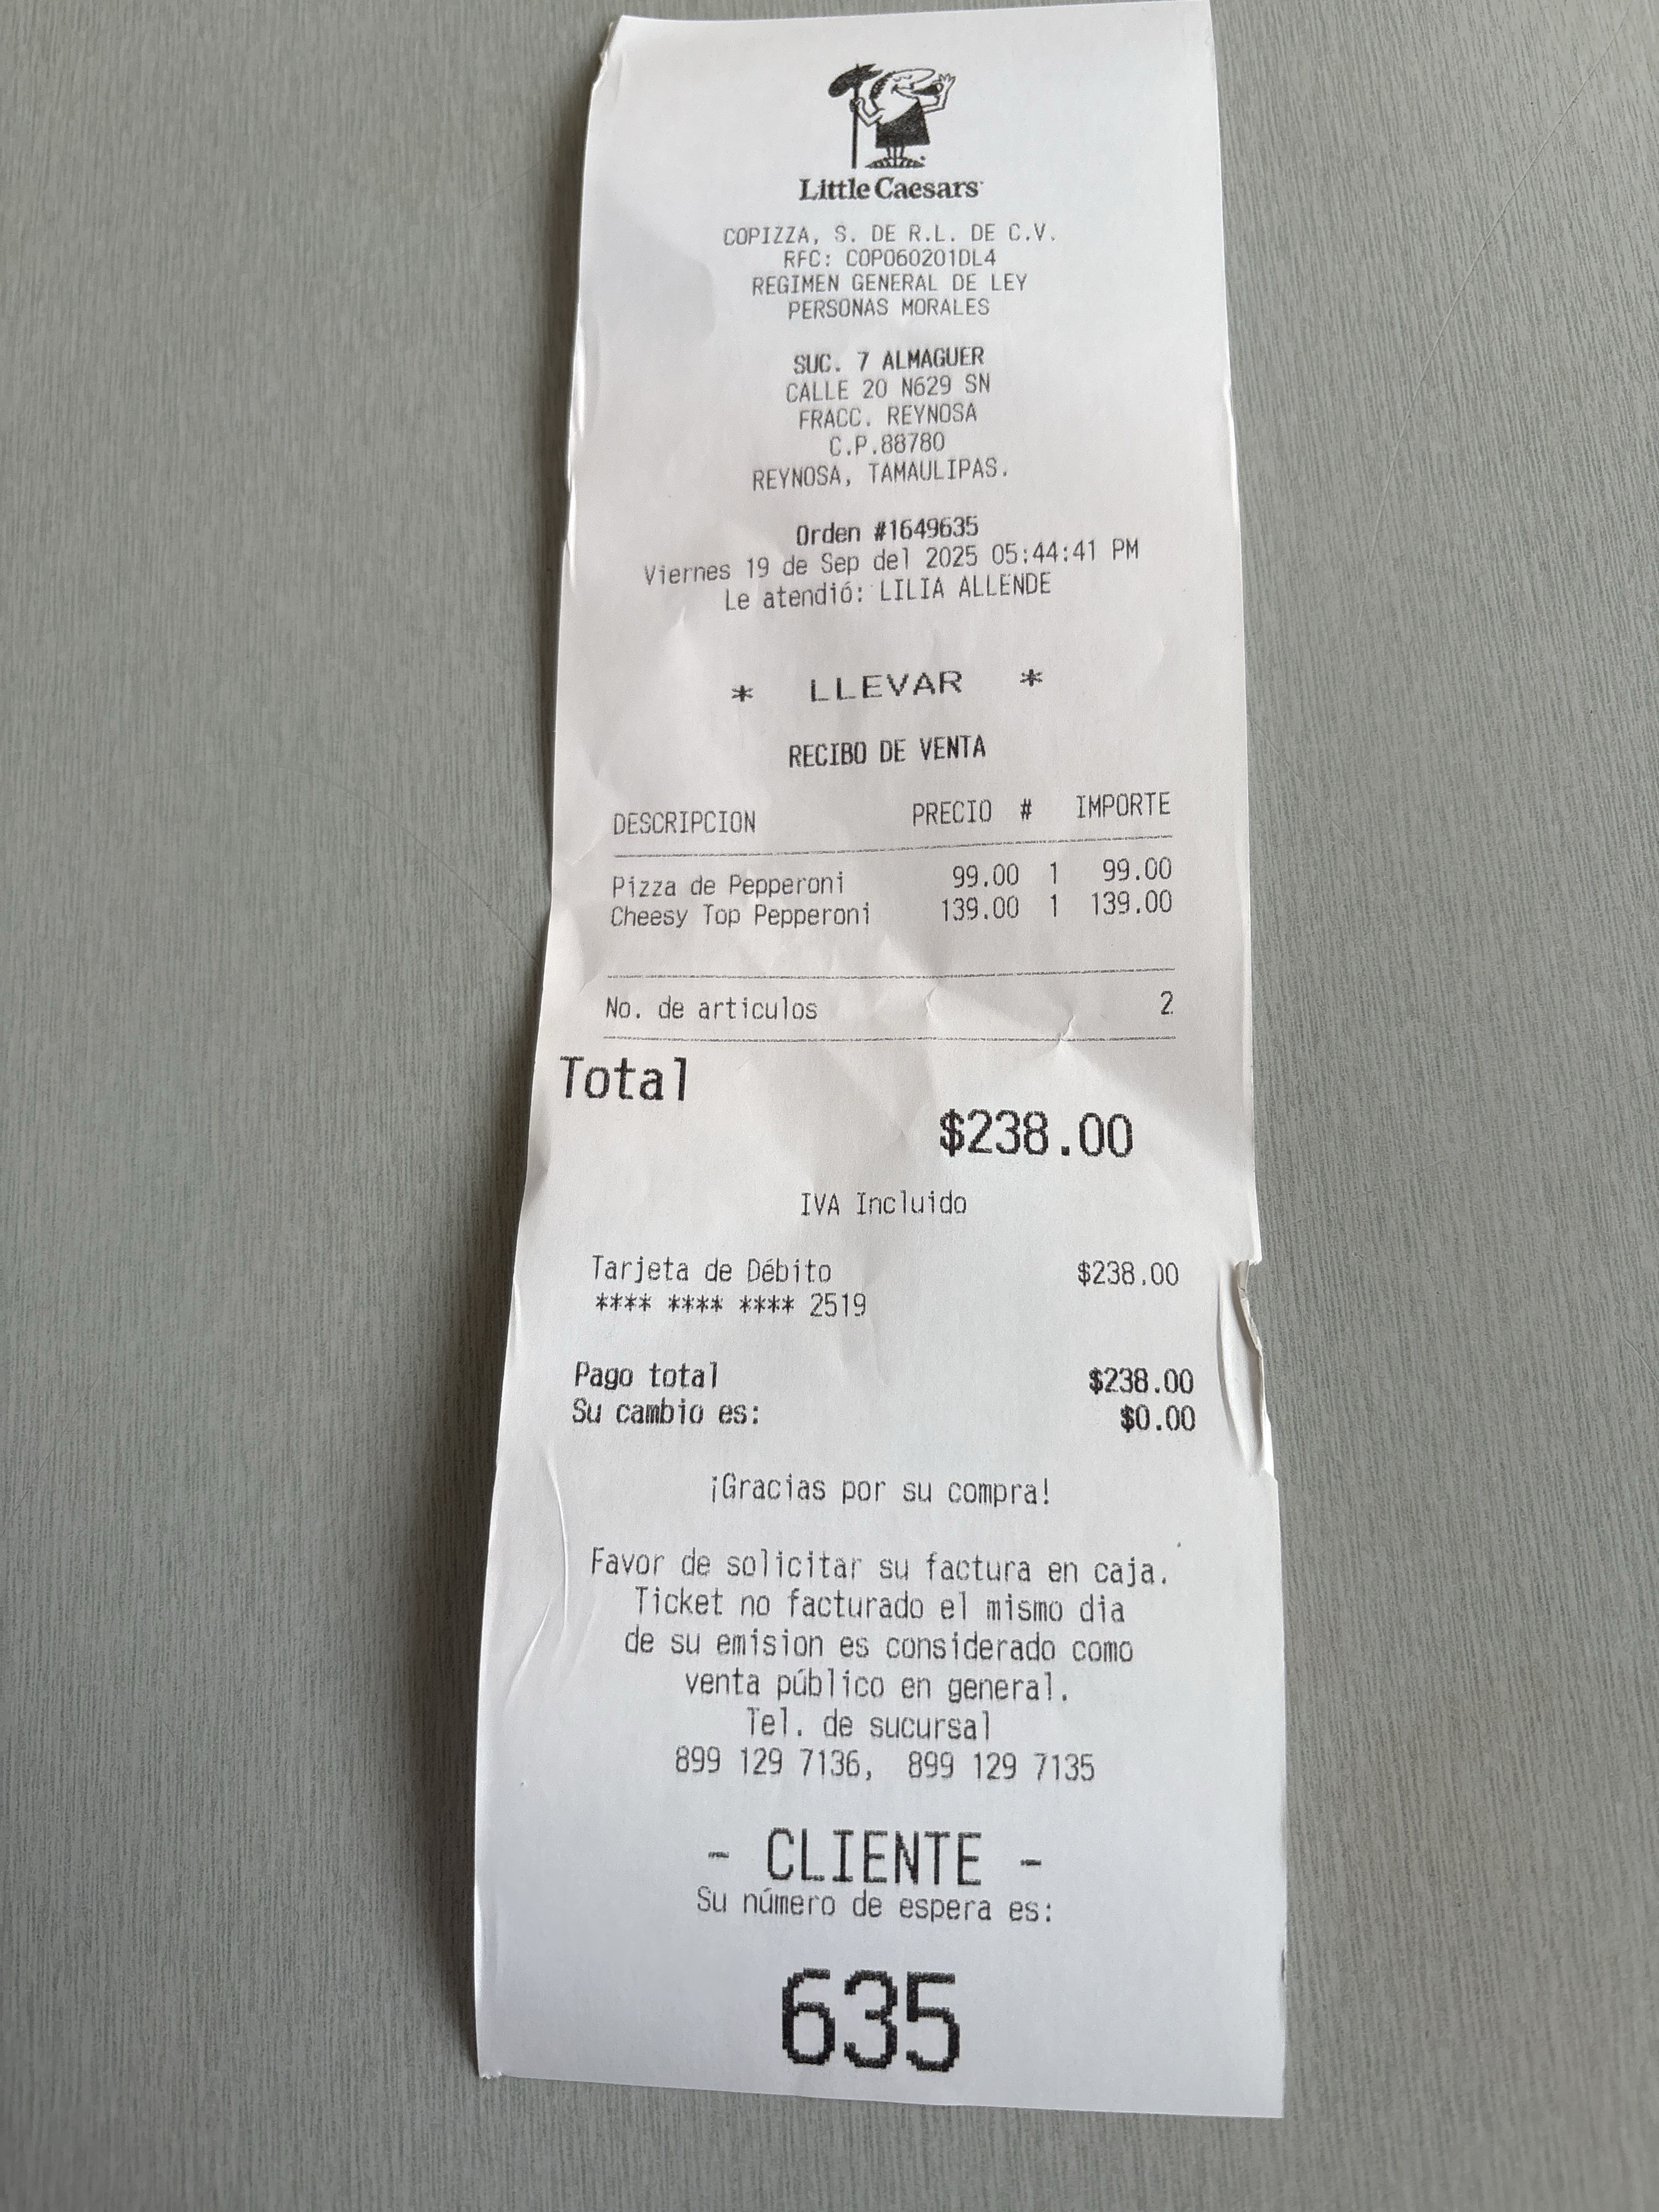 Little Caesars
COPIZZA, S. DE R.L. DE C.V.
RFC: COP060201DL4
REGIMEN GENERAL DE LEY
PERSONAS MORALES
SUC. 7 ALMAGUER
CALLE 20 N629 SN
FRACC. REYNOSA
C.P.88780
REYNOSA, TAMAULIPAS.
Orden #1649635
Viernes 19 de Sep del 2025 05:44:41 PM
Le atendió: LILIA ALLENDE
* LLEVAR *
RECIBO DE VENTA
DESCRIPCION PRECIO # IMPORTE
Pizza de Pepperoni 99.00 1 99.00
Cheesy Top Pepperoni 139.00 1 139.00
No. de articulos 2
Total
$238.00
IVA Incluido
Tarjeta de Débito $238.00
**** **** **** 2519
Pago total $238.00
Su cambio es: $0.00
¡Gracias por su compra!
Favor de solicitar su factura en caja.
Ticket no facturado el mismo dia
de su emision es considerado como
venta público en general.
Tel. de sucursal
899 129 7136, 899 129 7135
- CLIENTE -
Su número de espera es:
635